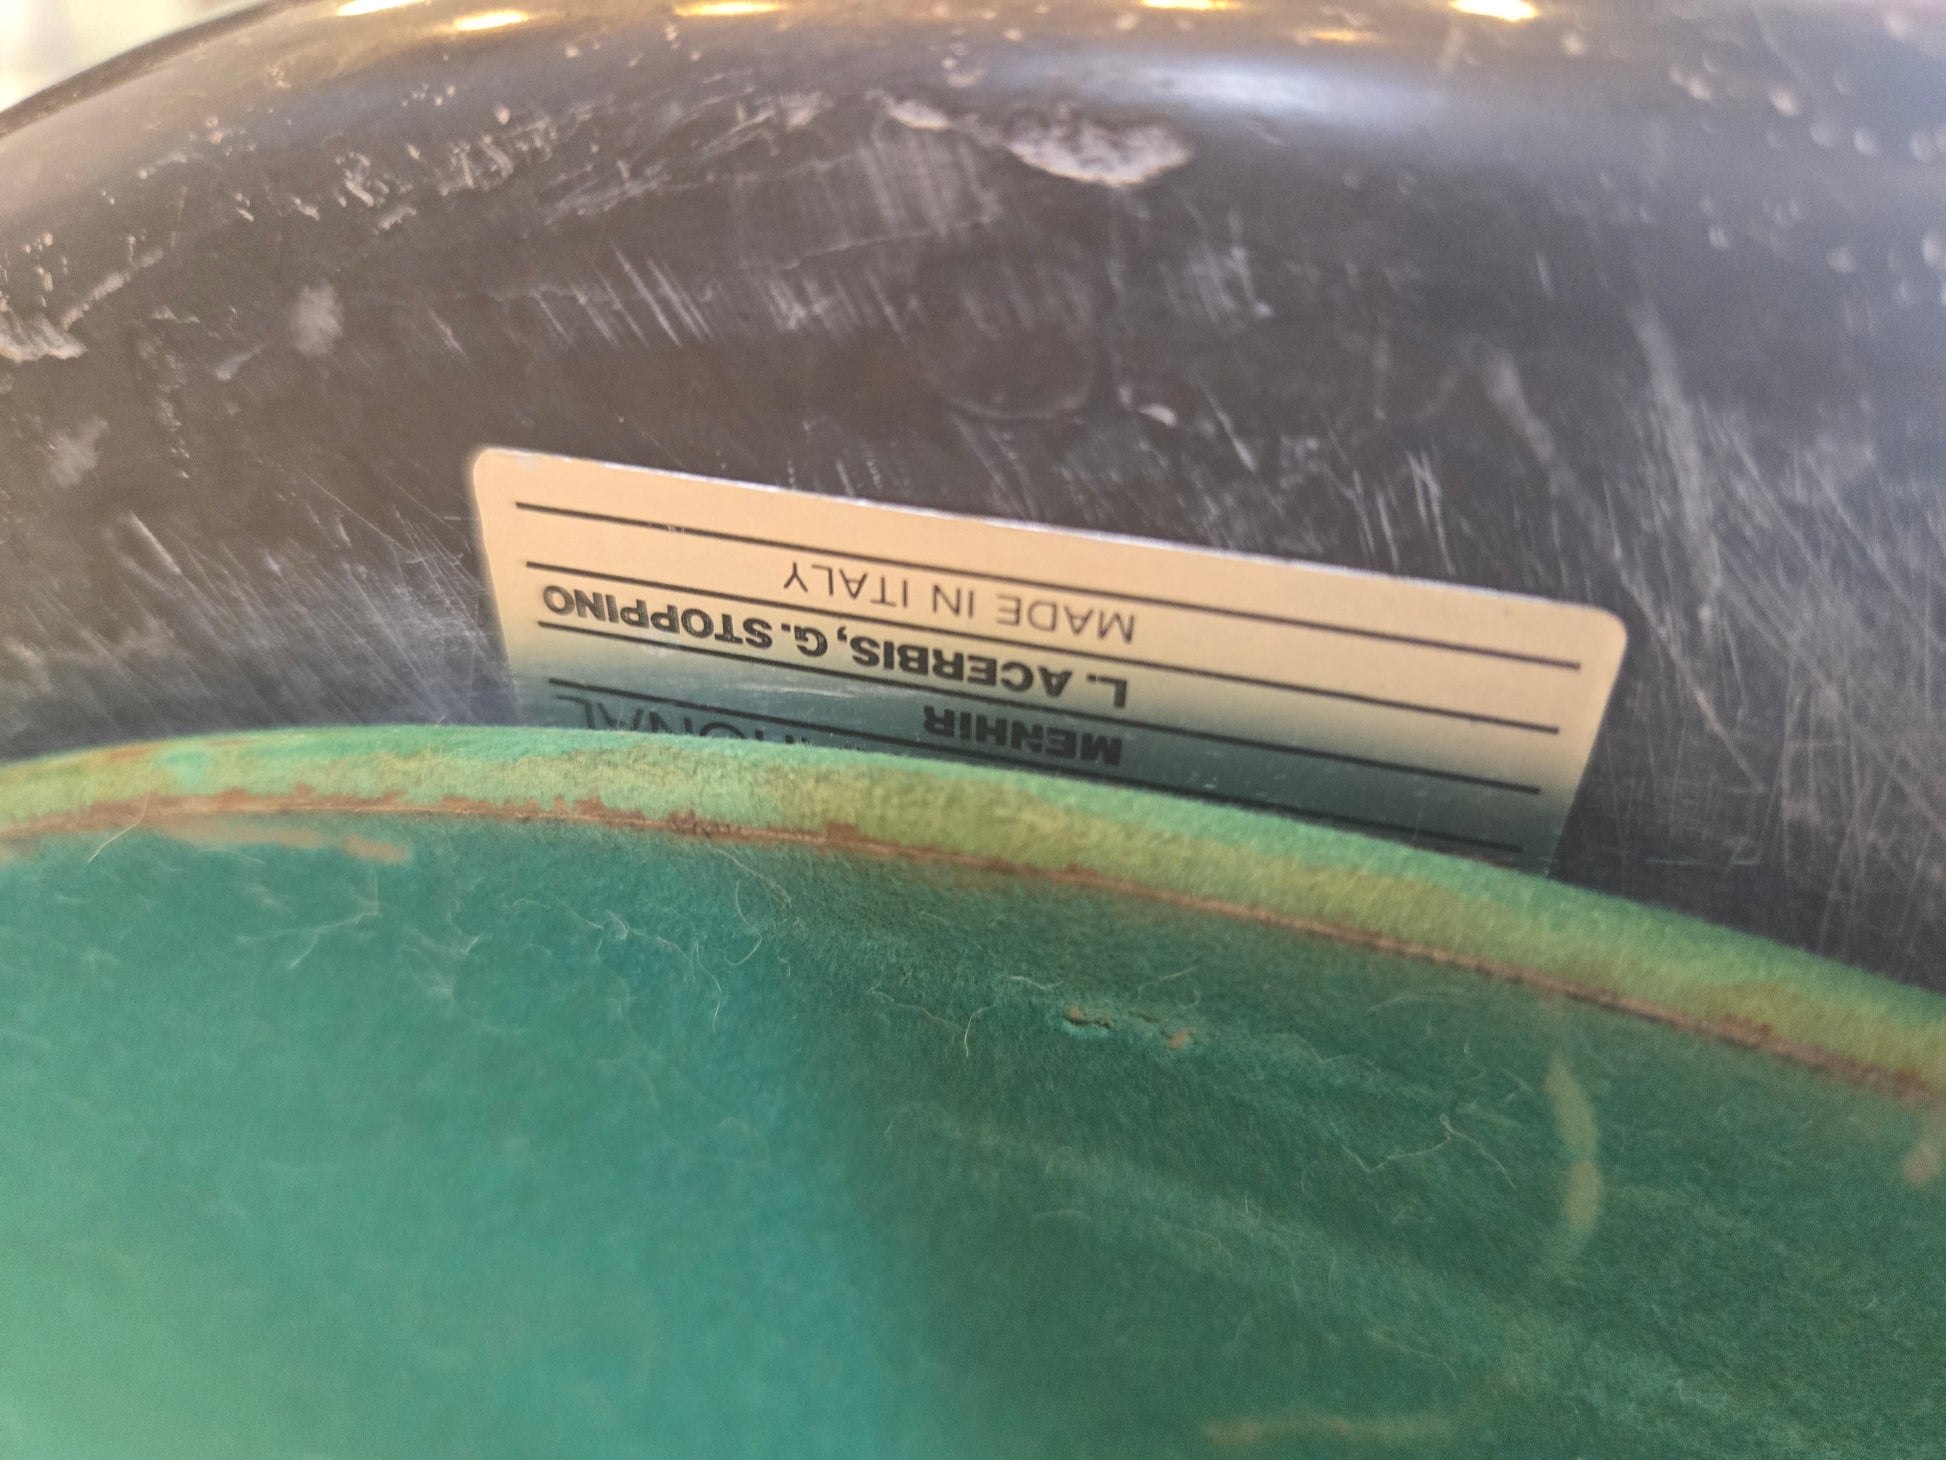 MENHIR
L. ACERBIS, G. STOPPINO
MADE IN ITALY